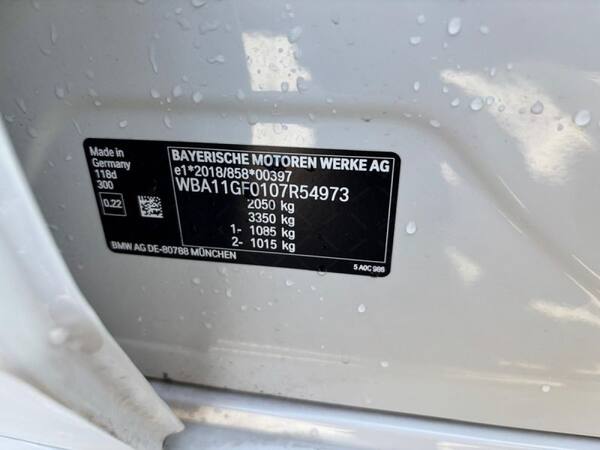 Made in
Germany
118d
300
0.22
BAYERISCHE MOTOREN WERKE AG
e1*2018/858*00397
WBA11GF0107R54973
2050 kg
3350 kg
1- 1085 kg
2- 1015 kg
BMW AG DE-80788 MÜNCHEN
5 A0C 986